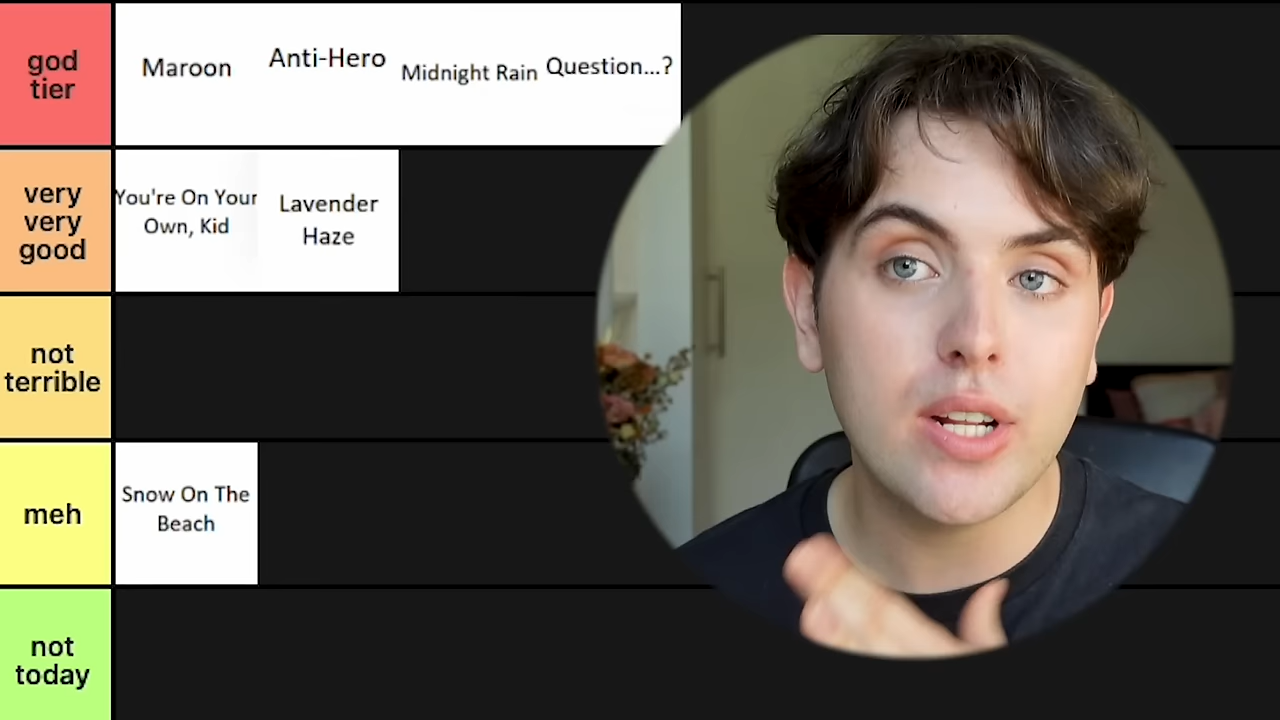 god
tier
Maroon
Anti-Hero
Midnight Rain
Question...?
very
very
good
You're On Your
Own, Kid
Lavender
Haze
not
terrible
meh
Snow On The
Beach
not
today